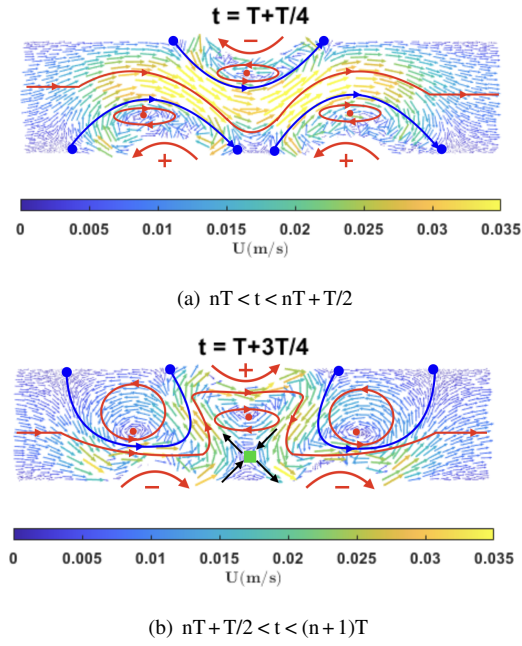 t = T+T/4
−
+ +
0 0.005 0.01 0.015 0.02 0.025 0.03 0.035
U(m/s)
(a) nT < t < nT + T/2
t = T+3T/4
+
− −
0 0.005 0.01 0.015 0.02 0.025 0.03 0.035
U(m/s)
(b) nT + T/2 < t < (n + 1)T